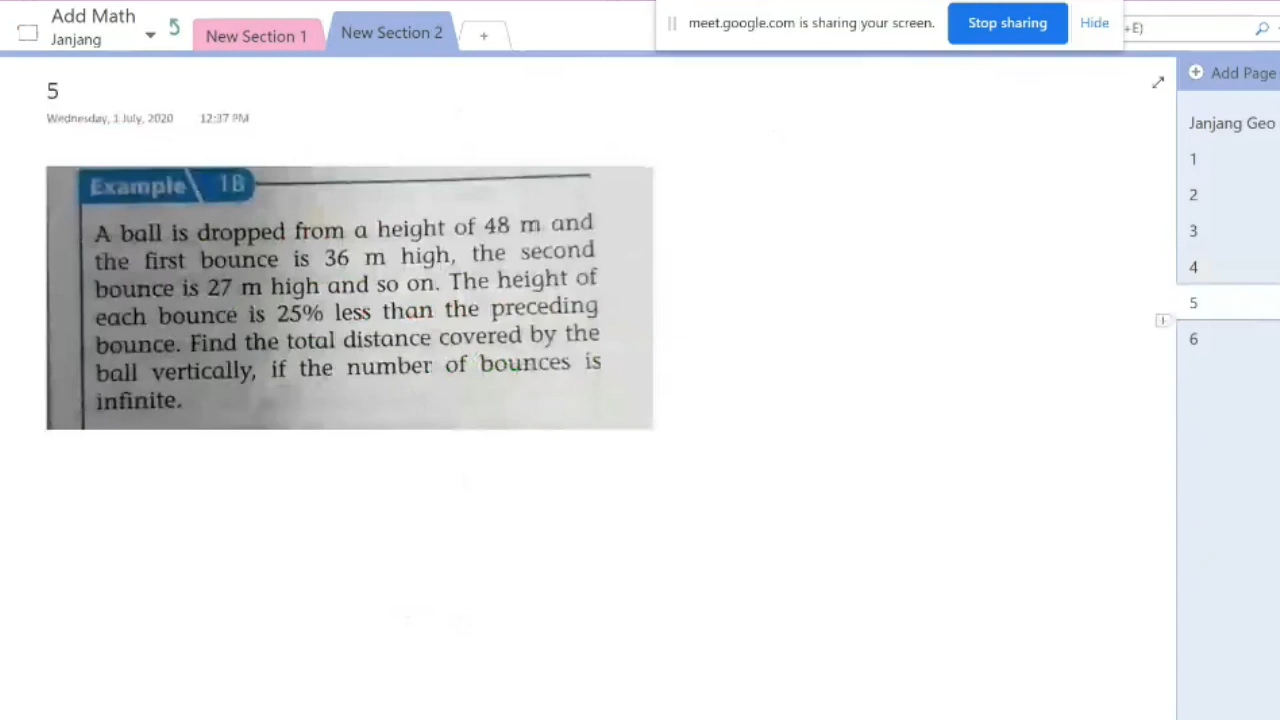 Add Math
Janjang
New Section 1
New Section 2
+
meet.google.com is sharing your screen.
Stop sharing
Hide
+E)
Add Page
5
Wednesday, 1 July, 2020 12:37 PM
Janjang Geo
1
2
3
4
5
6
Example 18
A ball is dropped from a height of 48 m and
the first bounce is 36 m high, the second
bounce is 27 m high and so on. The height of
each bounce is 25% less than the preceding
bounce. Find the total distance covered by the
ball vertically, if the number of bounces is
infinite.